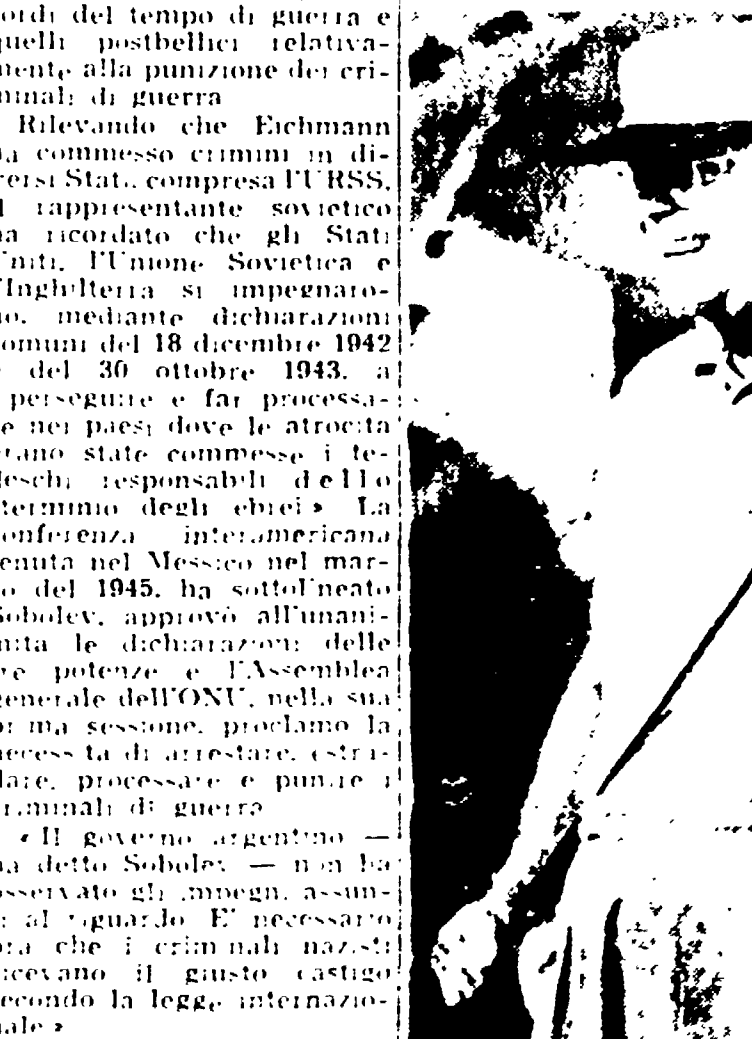 ordi del tempo di guerra e
quelli postbellici relativa-
mente alla punizione dei cri-
minali di guerra
Rilevando che Eichmann
ha commesso crimini in di-
versi Stati, compresa l'URSS,
il rappresentante sovietico
ha ricordato che gli Stati
Uniti, l'Unione Sovietica e
l'Inghilterra si impegnaro-
no, mediante dichiarazioni
comuni del 18 dicembre 1942
e del 30 ottobre 1943, a
perseguire e far processa-
re nei paesi dove le atrocità
erano state commesse i te-
deschi responsabili dello
sterminio degli ebrei» La
conferenza interamericana
tenuta nel Messico nel mar-
zo del 1945, ha sottolineato
Sobolev, approvò all'unani-
mità le dichiarazioni delle
tre potenze e l'Assemblea
generale dell'ONU, nella sua
prima sessione, proclamò la
necessità di arrestare, estra-
dare, processare e punire i
criminali di guerra
«Il governo argentino —
ha detto Sobolev — non ha
osservato gli impegni assun-
ti al riguardo E' necessario
ora che i criminali nazisti
ricevano il giusto castigo
secondo la legge internazio-
nale»